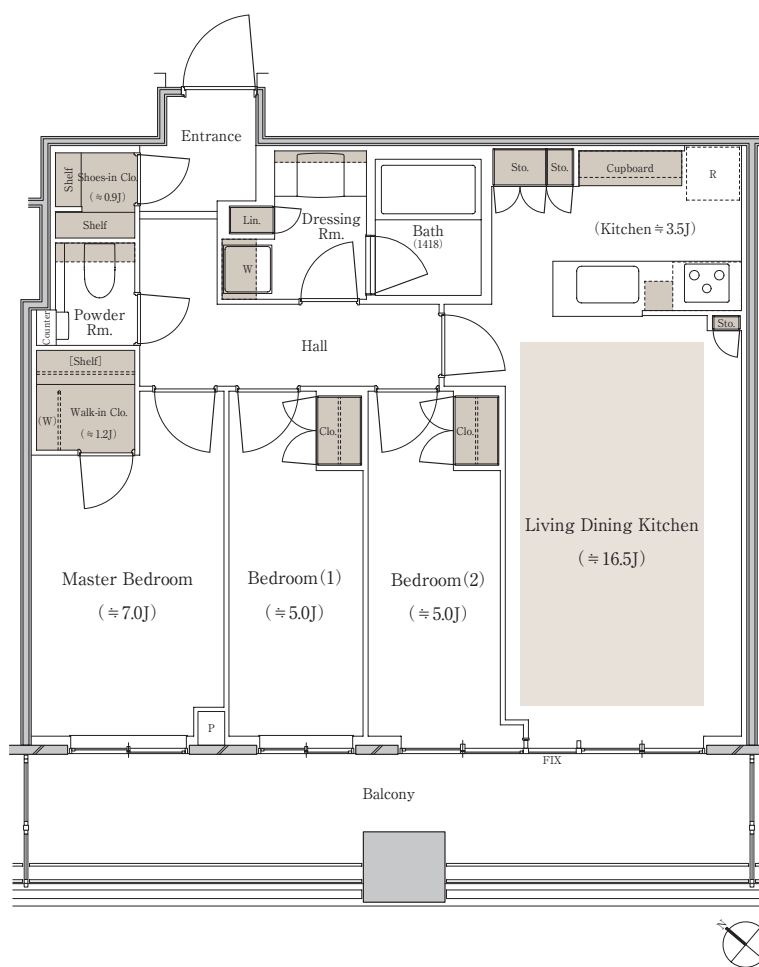 Entrance
Shelf
Shoes-in Clo.
(≒0.9J)
Shelf
Lin.
Dressing
Rm.
W
Bath
(1418)
Sto.
Sto.
Cupboard
R
(Kitchen≒3.5J)
Sto.
Counter
Powder
Rm.
Hall
[Shelf]
(W)
Walk-in Clo.
(≒1.2J)
Clo.
Clo.
Master Bedroom
(≒7.0J)
Bedroom(1)
(≒5.0J)
Bedroom(2)
(≒5.0J)
Living Dining Kitchen
(≒16.5J)
P
FIX
Balcony
N